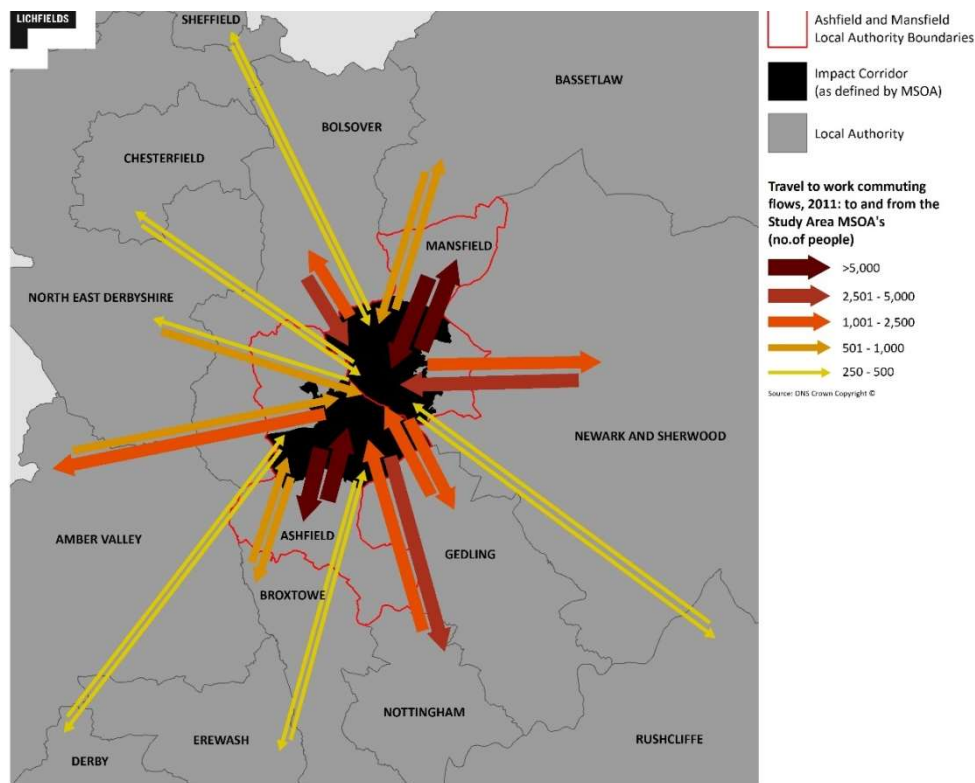 LICHFIELDS
SHEFFIELD
BASSETLAW
BOLSOVER
CHESTERFIELD
MANSFIELD
NORTH EAST DERBYSHIRE
NEWARK AND SHERWOOD
AMBER VALLEY
ASHFIELD
GEDLING
BROXTOWE
NOTTINGHAM
EREWASH
RUSHCLIFFE
DERBY
Ashfield and Mansfield
Local Authority Boundaries
Impact Corridor
(as defined by MSOA)
Local Authority
Travel to work commuting
flows, 2011: to and from the
Study Area MSOA's
(no.of people)
>5,000
2,501 - 5,000
1,001 - 2,500
501 - 1,000
250 - 500
Source: ONS Crown Copyright ©